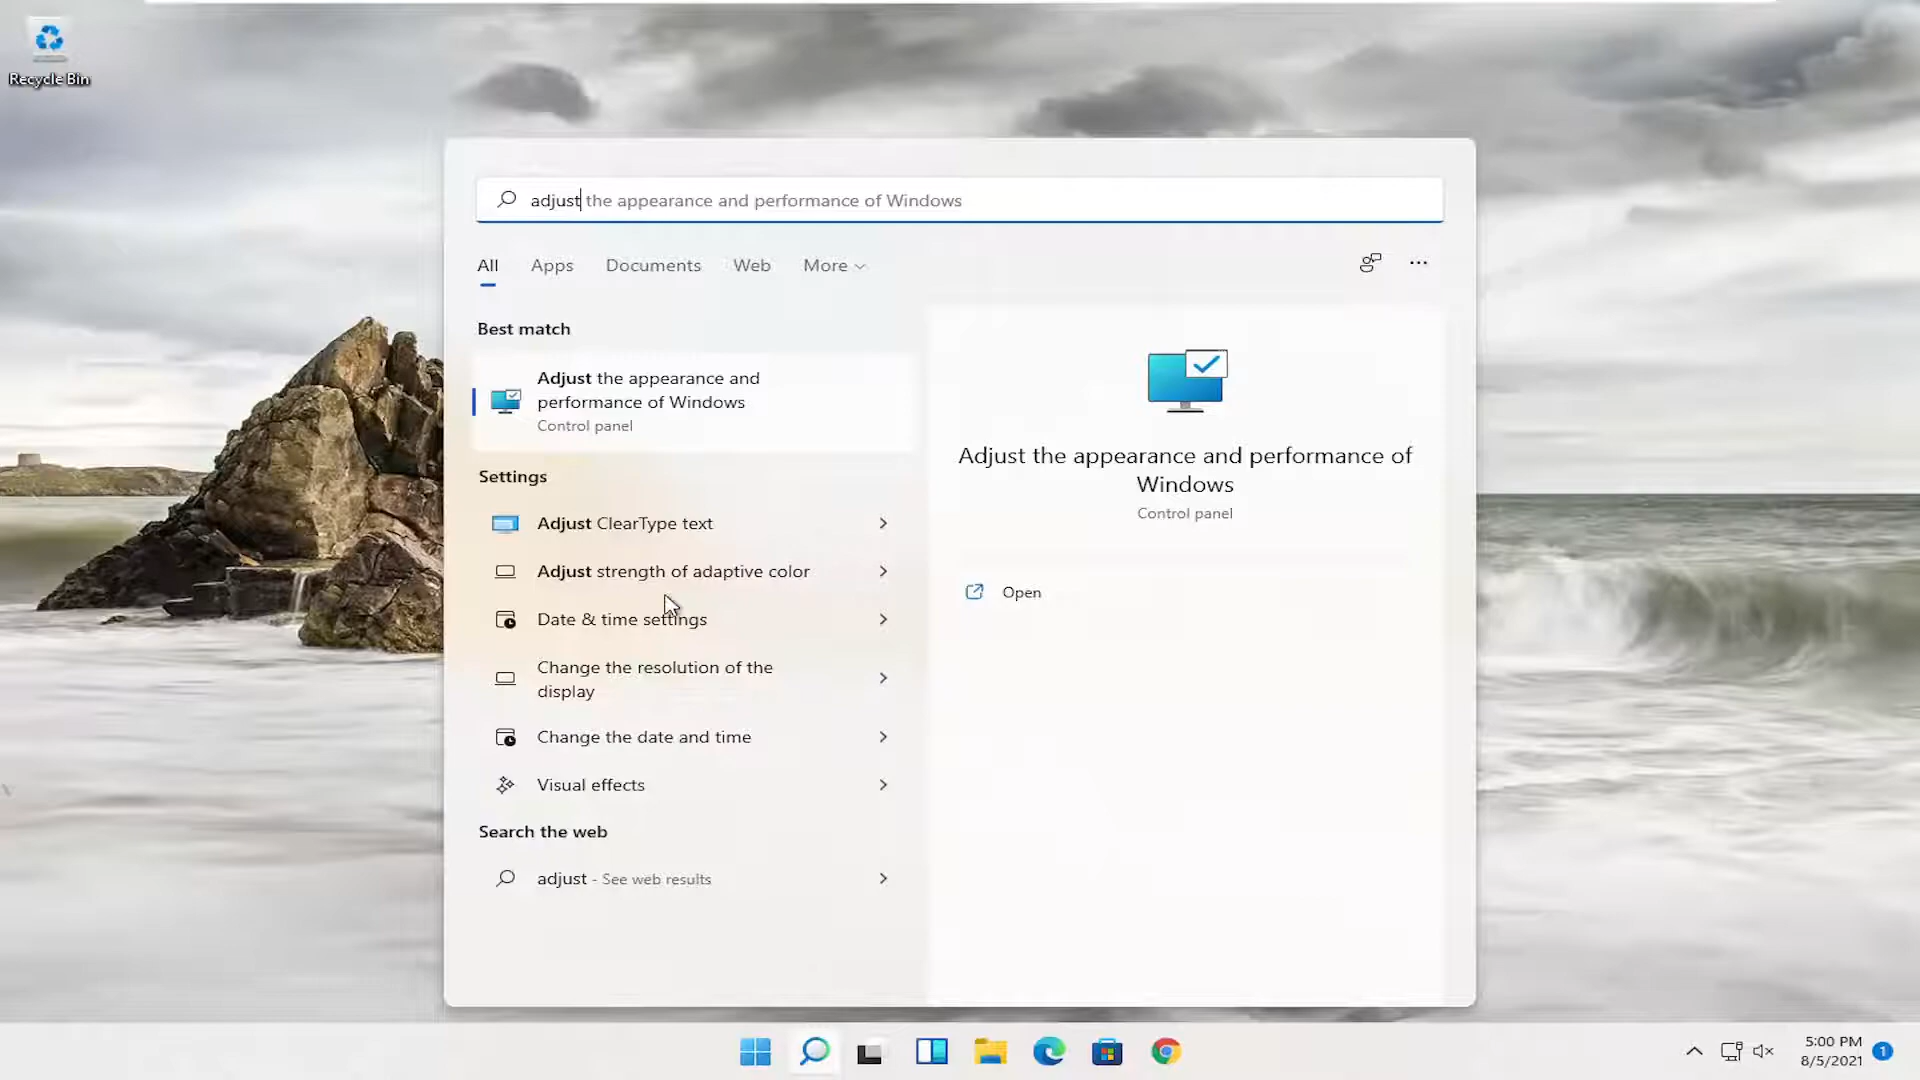 Recycle Bin
adjust the appearance and performance of Windows
All Apps Documents Web More
Best match
Adjust the appearance and
performance of Windows
Control panel
Settings
Adjust ClearType text
Adjust strength of adaptive color
Date & time settings
Change the resolution of the
display
Change the date and time
Visual effects
Search the web
adjust - See web results
Adjust the appearance and performance of
Windows
Control panel
Open
5:00 PM
8/5/2021
1